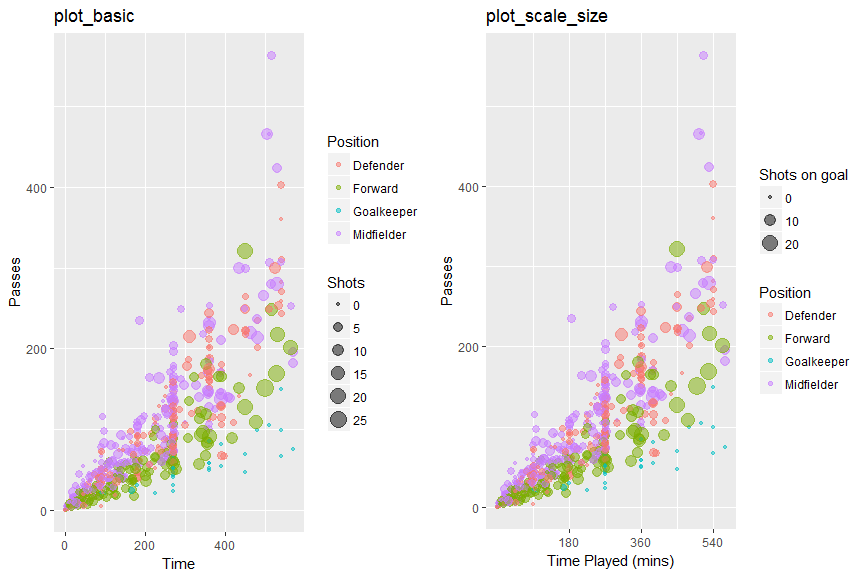 plot_basic
Passes
400
200
0
0 200 400
Time
Position
Defender
Forward
Goalkeeper
Midfielder
Shots
0
5
10
15
20
25
plot_scale_size
Passes
400
200
0
180 360 540
Time Played (mins)
Shots on goal
0
10
20
Position
Defender
Forward
Goalkeeper
Midfielder